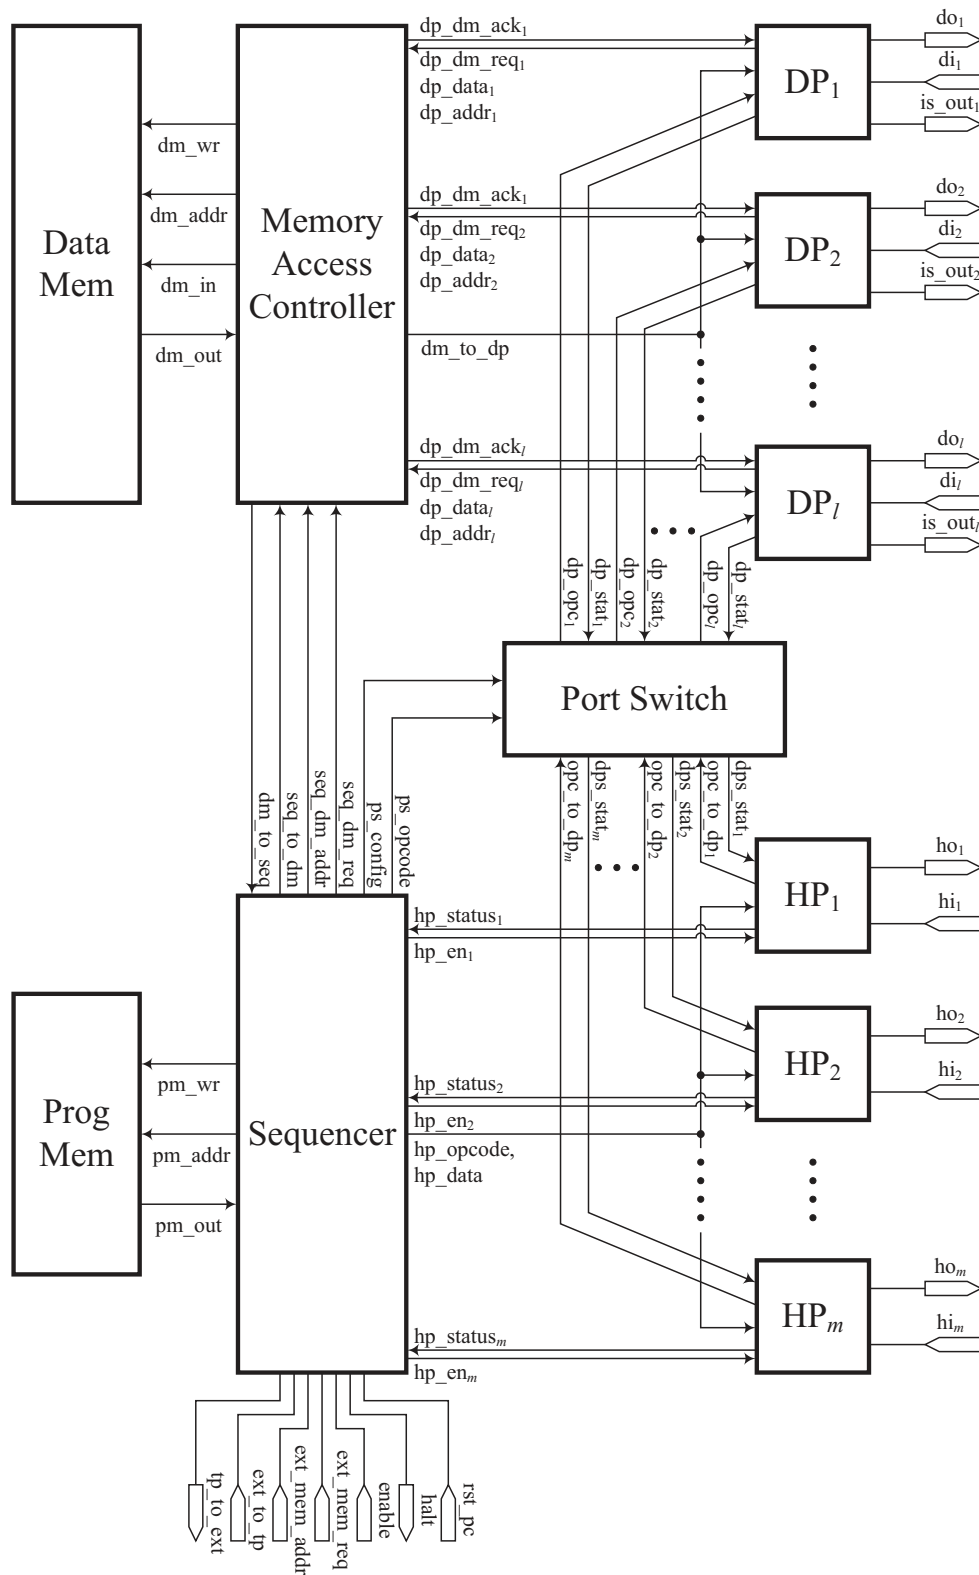 do₁
dp_dm_ack₁
di₁
dp_dm_req₁
DP₁
dp_data₁
is_out₁
dp_addr₁
dm_wr
dp_dm_ack₁
do₂
dm_addr
Memory
Access
Controller
dp_dm_req₂
di₂
Data
Mem
dp_data₂
DP₂
dm_in
dp_addr₂
is_out₂
dm_out
dm_to_dp
dp_dm_ackₗ
doₗ
dp_dm_reqₗ
diₗ
dp_dataₗ
DPₗ
dp_addrₗ
is_outₗ
dp_opc₁
dp_stat₁
dp_opc₂
dp_stat₂
dp_opcₗ
dp_statₗ
Port Switch
dm_to_seq
seq_to_dm
seq_dm_addr
seq_dm_req
ps_config
ps_opcode
opc_to_dpₘ
dps_statₘ
opc_to_dp₂
dps_stat₂
opc_to_dp₁
dps_stat₁
ho₁
hp_status₁
HP₁
hi₁
hp_en₁
ho₂
pm_wr
hp_status₂
HP₂
hi₂
Prog
Mem
Sequencer
hp_en₂
pm_addr
hp_opcode,
hp_data
pm_out
hoₘ
hp_statusₘ
HPₘ
hiₘ
hp_enₘ
tp_to_ext
ext_to_tp
ext_mem_addr
ext_mem_req
enable
halt
rst_pc